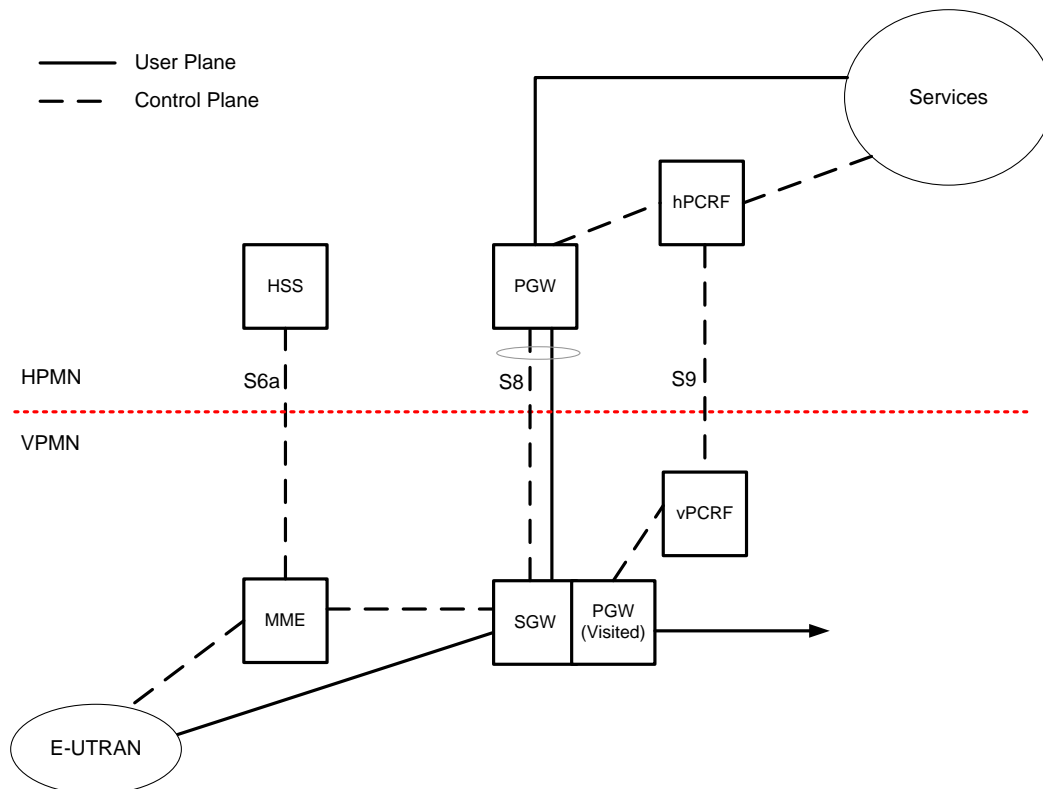 User Plane
Control Plane
Services
hPCRF
HSS
PGW
HPMN
S6a
S8
S9
VPMN
vPCRF
MME
SGW
PGW
(Visited)
E-UTRAN